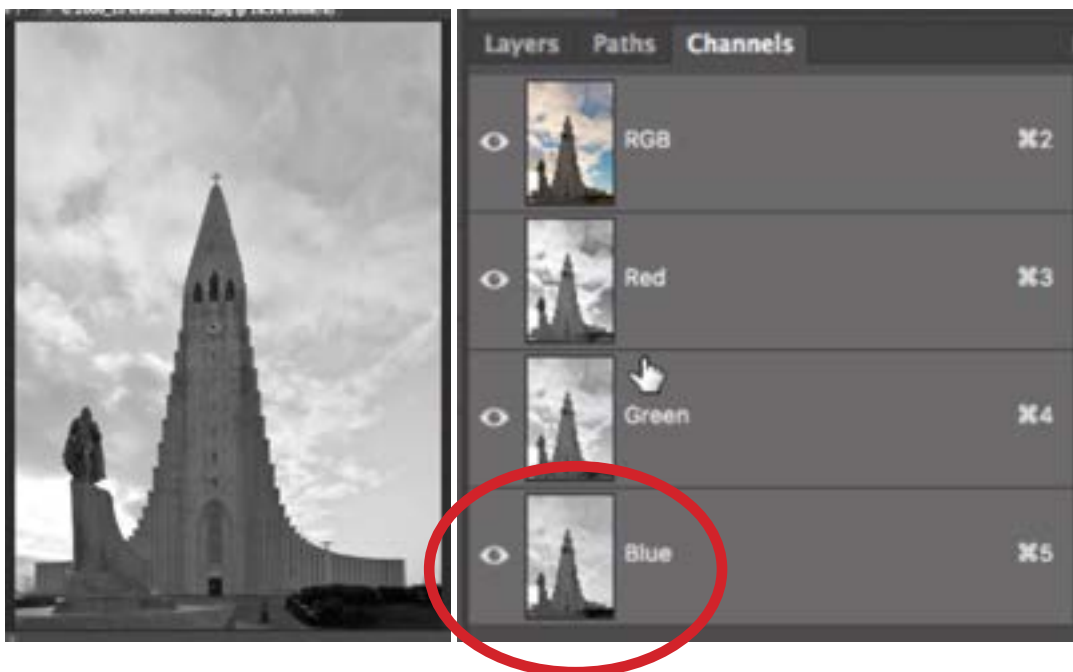 Layers Paths Channels
RGB ⌘2
Red ⌘3
Green ⌘4
Blue ⌘5